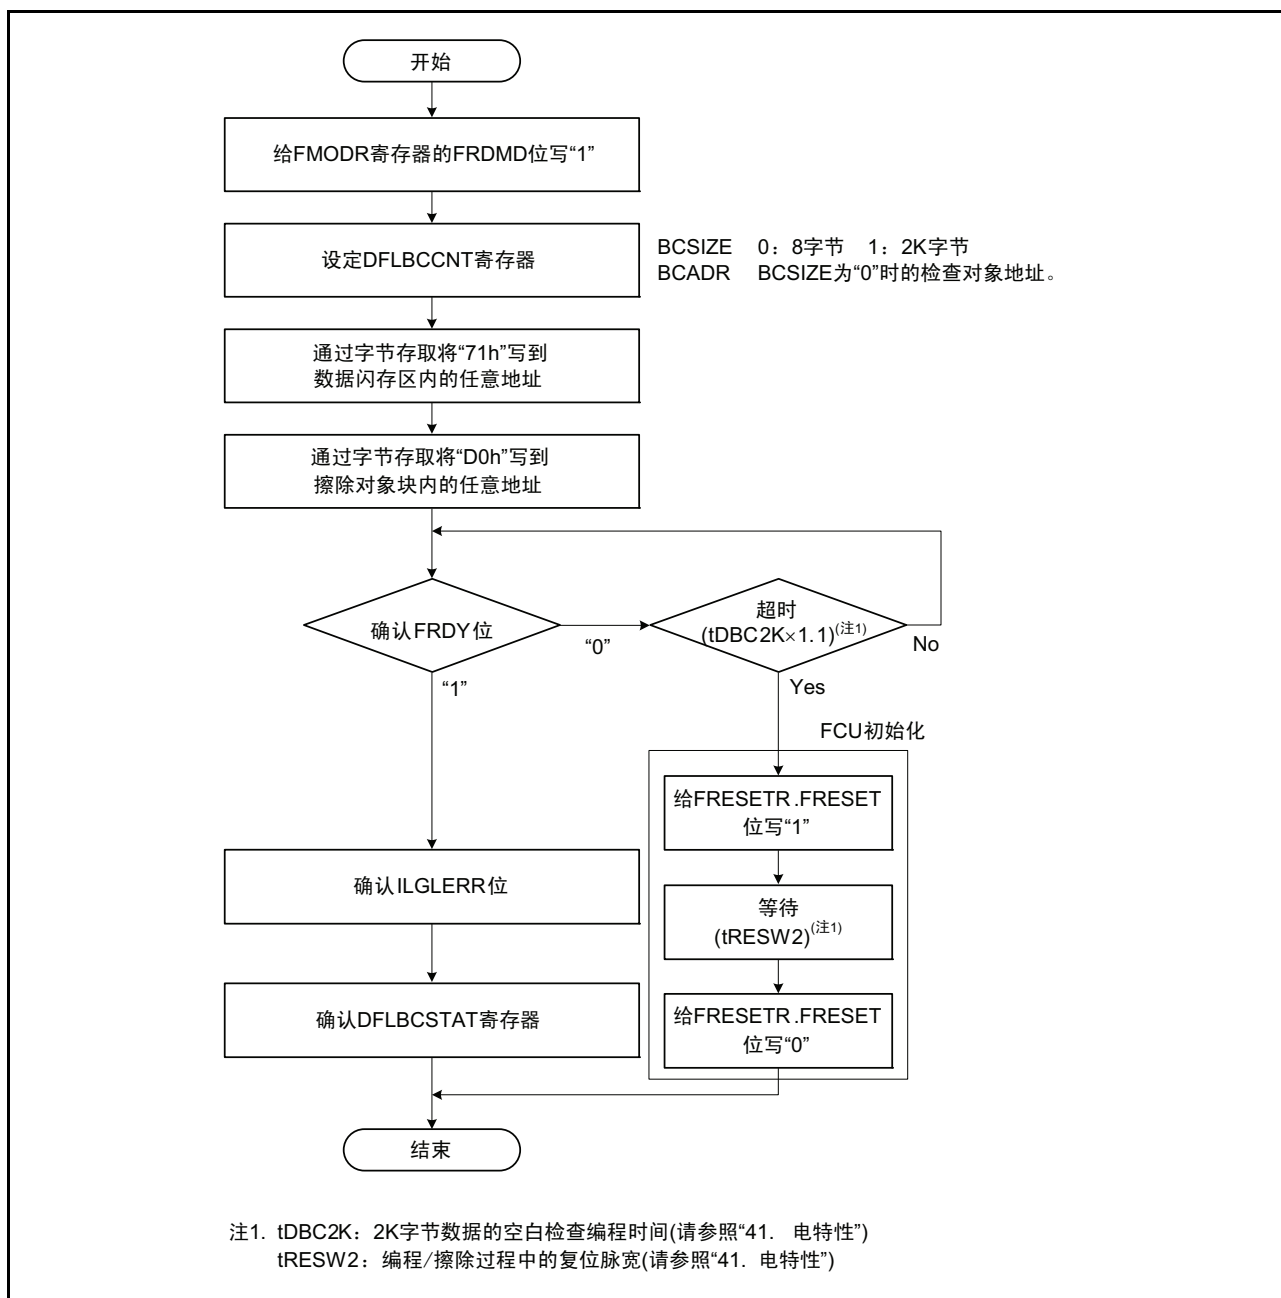 开始
给FMODR寄存器的FRDMD位写“1”
设定DFLBCCNT寄存器
BCSIZE 0：8字节 1：2K字节
BCADR BCSIZE为“0”时的检查对象地址。
通过字节存取将“71h”写到
数据闪存区内的任意地址
通过字节存取将“D0h”写到
擦除对象块内的任意地址
确认FRDY位
“0”
超时
(tDBC2K×1.1)(注1)
No
“1”
Yes
FCU初始化
给FRESETR.FRESET
位写“1”
等待
(tRESW2)(注1)
给FRESETR.FRESET
位写“0”
确认ILGLERR位
确认DFLBCSTAT寄存器
结束
注1. tDBC2K：2K字节数据的空白检查编程时间(请参照“41. 电特性”)
tRESW2：编程/擦除过程中的复位脉宽(请参照“41. 电特性”)